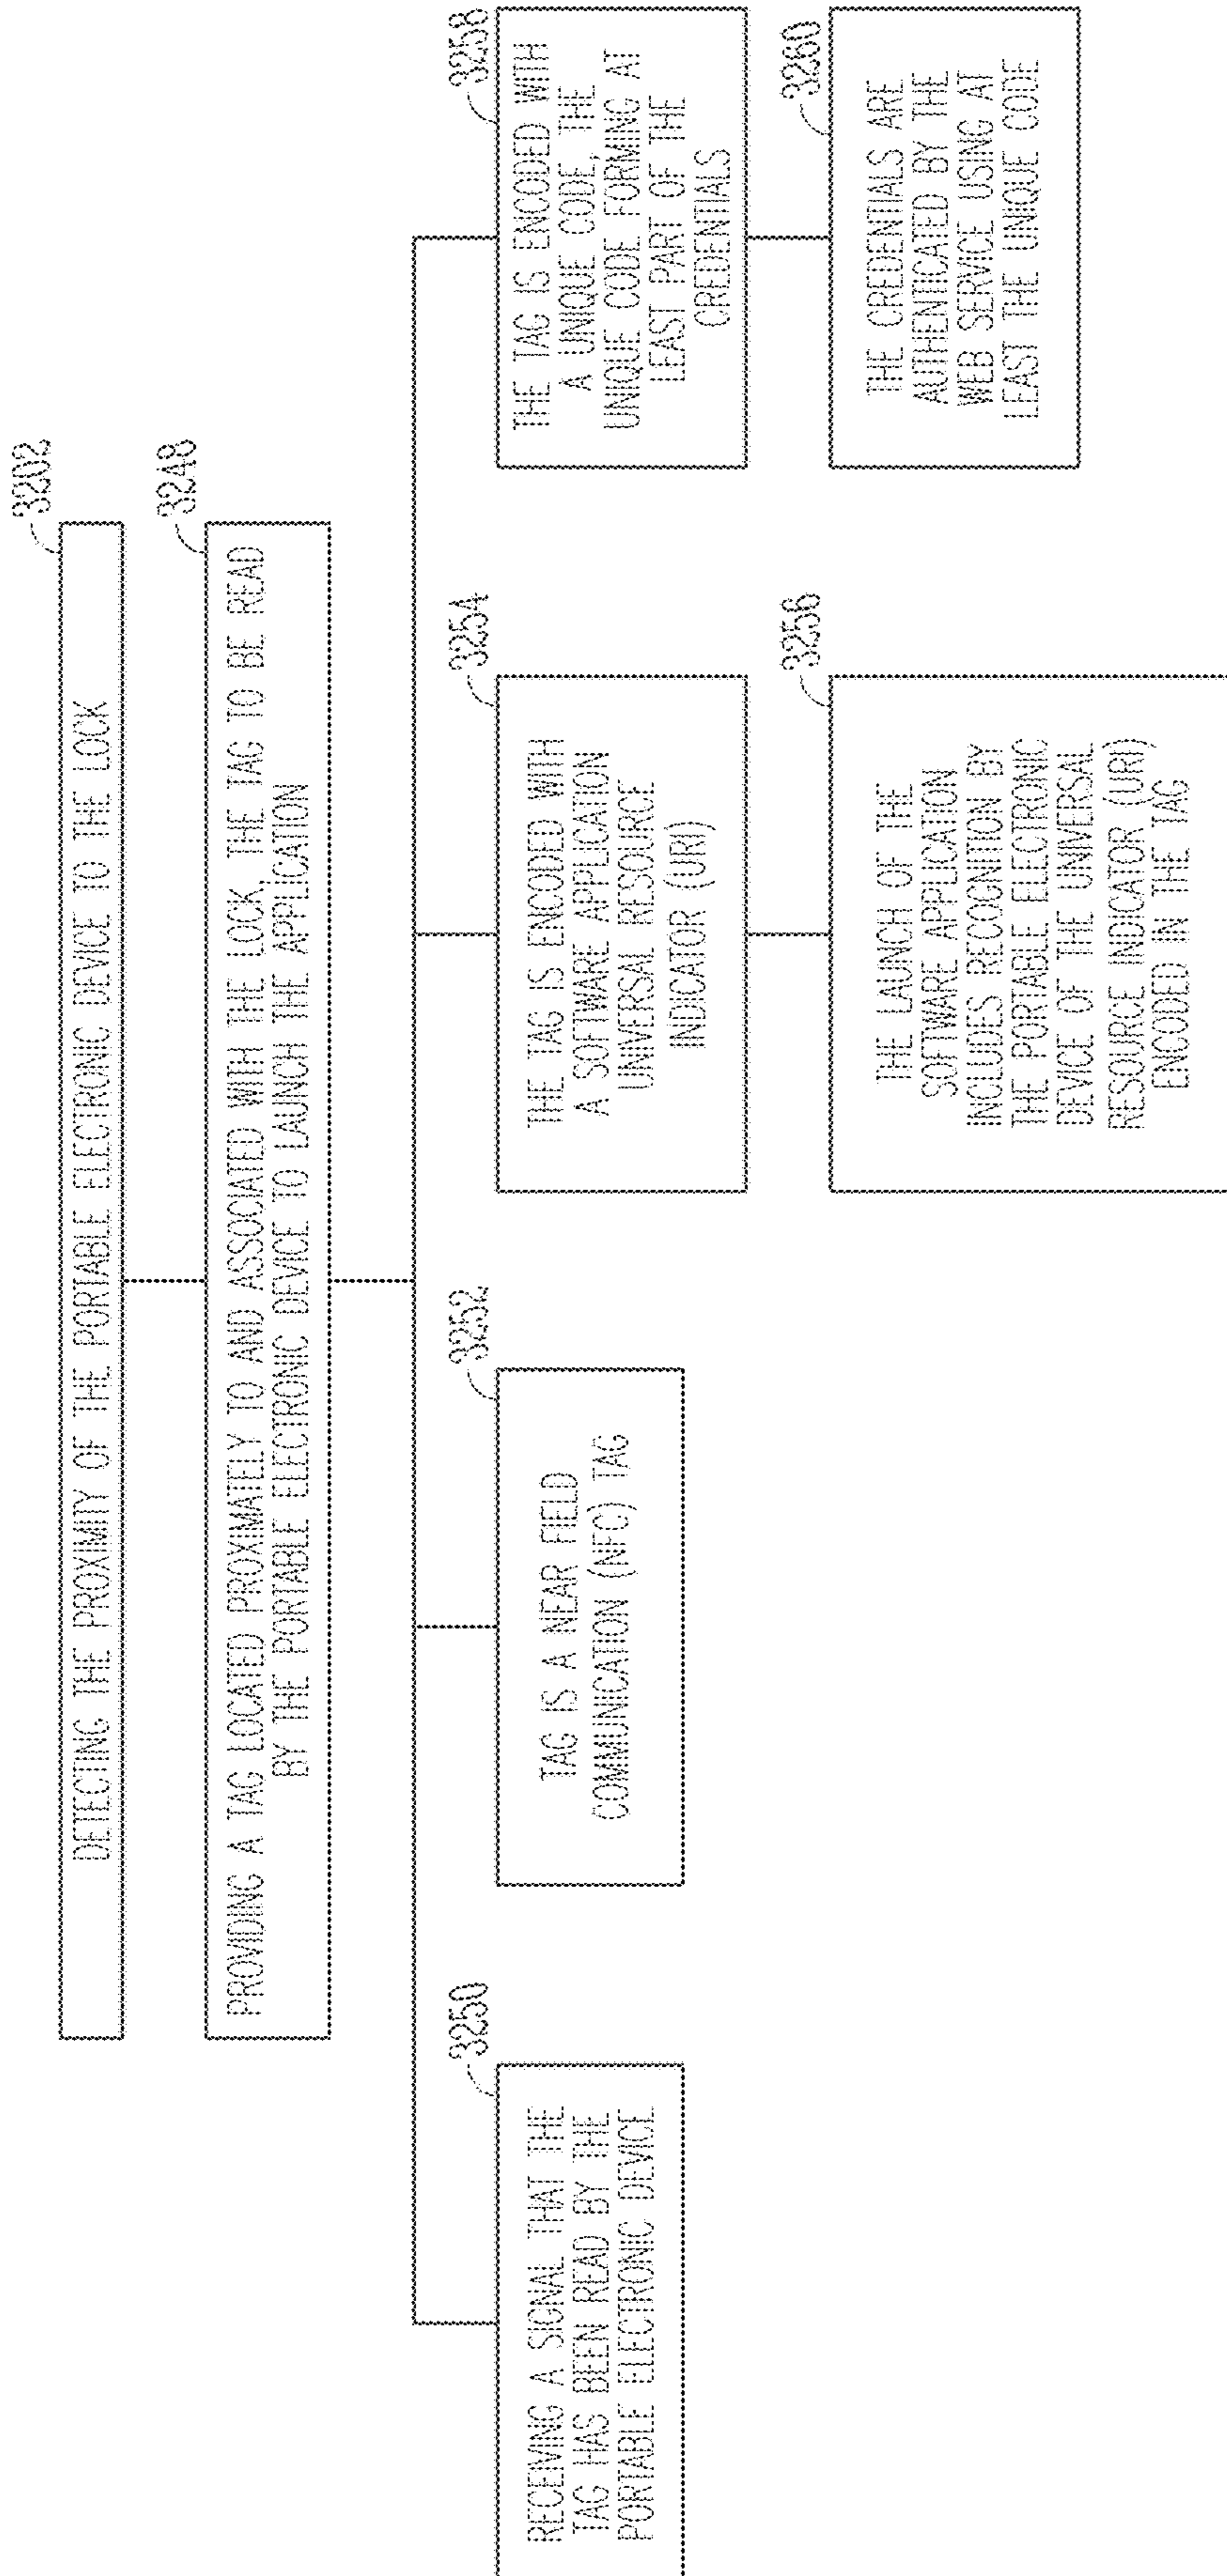 3202
DETECTING THE PROXIMITY OF THE PORTABLE ELECTRONIC DEVICE TO THE LOCK
3248
PROVIDING A TAG LOCATED PROXIMATELY TO AND ASSOCIATED WITH THE LOCK, THE TAG TO BE READ
BY THE PORTABLE ELECTRONIC DEVICE TO LAUNCH THE APPLICATION
3250
RECEIVING A SIGNAL THAT THE
TAG HAS BEEN READ BY THE
PORTABLE ELECTRONIC DEVICE
3252
TAG IS A NEAR FIELD
COMMUNICATION (NFC) TAG
3254
THE TAG IS ENCODED WITH
A SOFTWARE APPLICATION
UNIVERSAL RESOURCE
INDICATOR (URI)
3256
THE LAUNCH OF THE
SOFTWARE APPLICATION
INCLUDES RECOGNITION BY
THE PORTABLE ELECTRONIC
DEVICE OF THE UNIVERSAL
RESOURCE INDICATOR (URI)
ENCODED IN THE TAG
3258
THE TAG IS ENCODED WITH
A UNIQUE CODE, THE
UNIQUE CODE FORMING AT
LEAST PART OF THE
CREDENTIALS
3260
THE CREDENTIALS ARE
AUTHENTICATED BY THE
WEB SERVICE USING AT
LEAST THE UNIQUE CODE